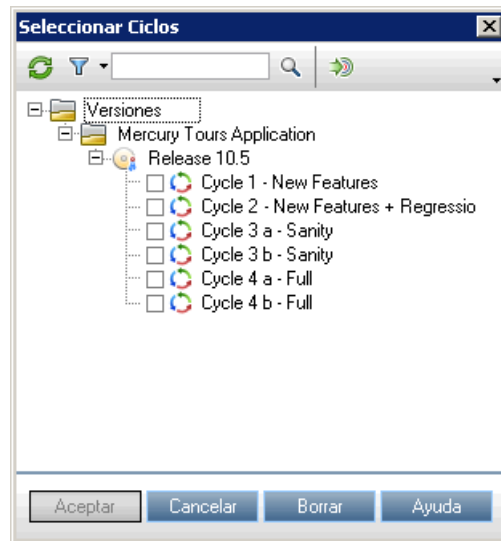 Seleccionar Ciclos
Versiones
Mercury Tours Application
Release 10.5
Cycle 1 - New Features
Cycle 2 - New Features + Regressio
Cycle 3 a - Sanity
Cycle 3 b - Sanity
Cycle 4 a - Full
Cycle 4 b - Full
Aceptar Cancelar Borrar Ayuda